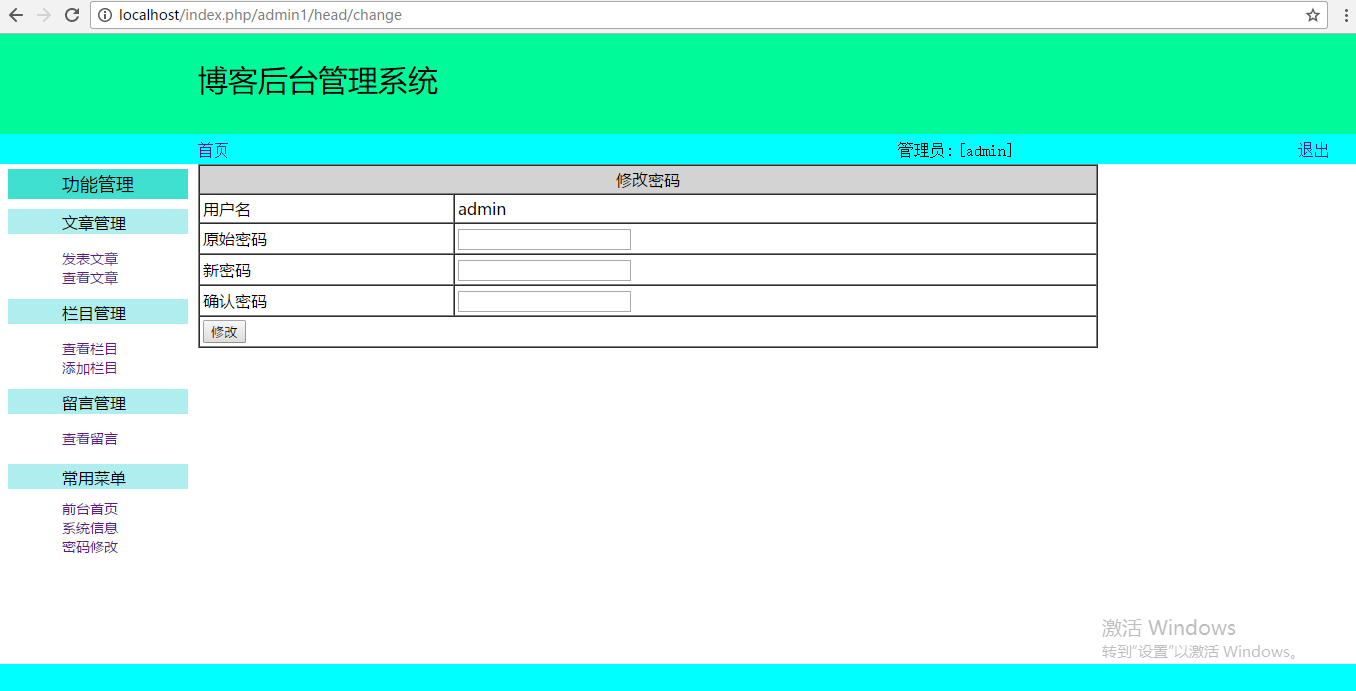 localhost/index.php/admin1/head/change
博客后台管理系统
首页 管理员:[admin] 退出
功能管理
文章管理
发表文章
查看文章
栏目管理
查看栏目
添加栏目
留言管理
查看留言
常用菜单
前台首页
系统信息
密码修改
修改密码
用户名 admin
原始密码
新密码
确认密码
修改
激活 Windows
转到"设置"以激活 Windows。